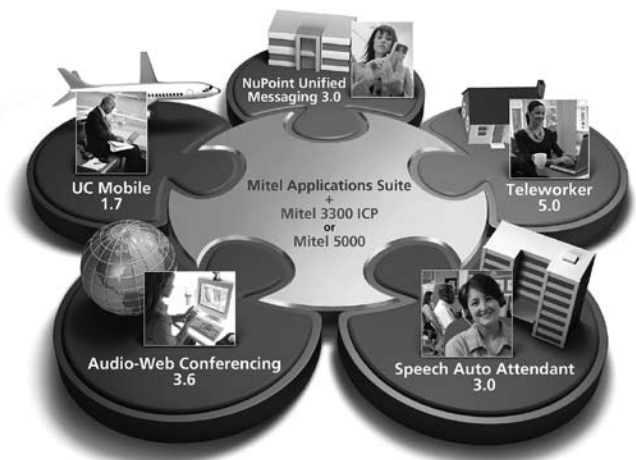 NuPoint Unified
Messaging 3.0
UC Mobile
1.7
Mitel Applications Suite
+
Mitel 3300 ICP
or
Mitel 5000
Teleworker
5.0
Audio-Web Conferencing
3.6
Speech Auto Attendant
3.0